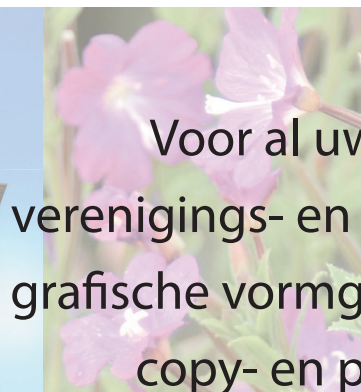 Voor al uw
verenigings- en
grafische vormg
copy- en p